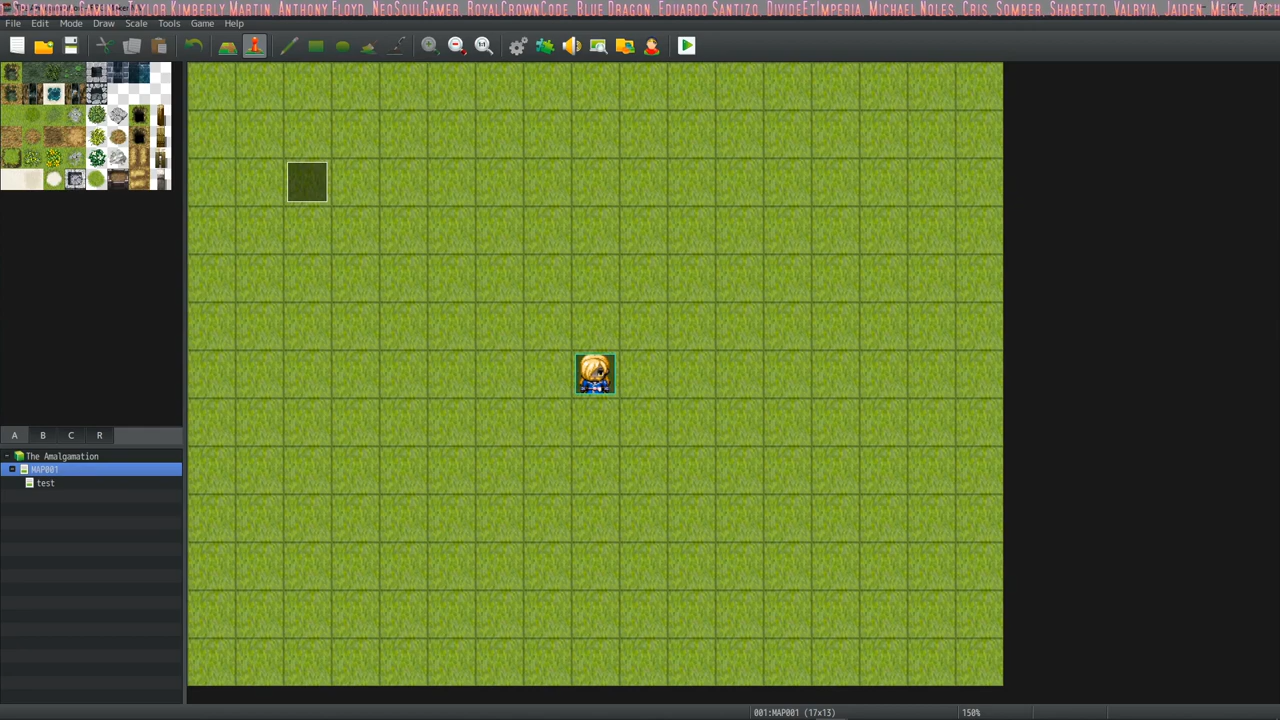 Splendora Gaming, Taylor Kimberly Martin, Anthony Floyd, NeoSoulGamer, RoyalCrownCode, Blue Dragon, Eduardo Santizo, DivideEtImperia, Michael Noles, Cris, Somber, Shabetto, Valryia, Jaiden, Meike, Arch
File Edit Mode Draw Scale Tools Game Help
1:1
A B C R
The Amalgamation
MAP001
test
001:MAP001 (17x13) 150%